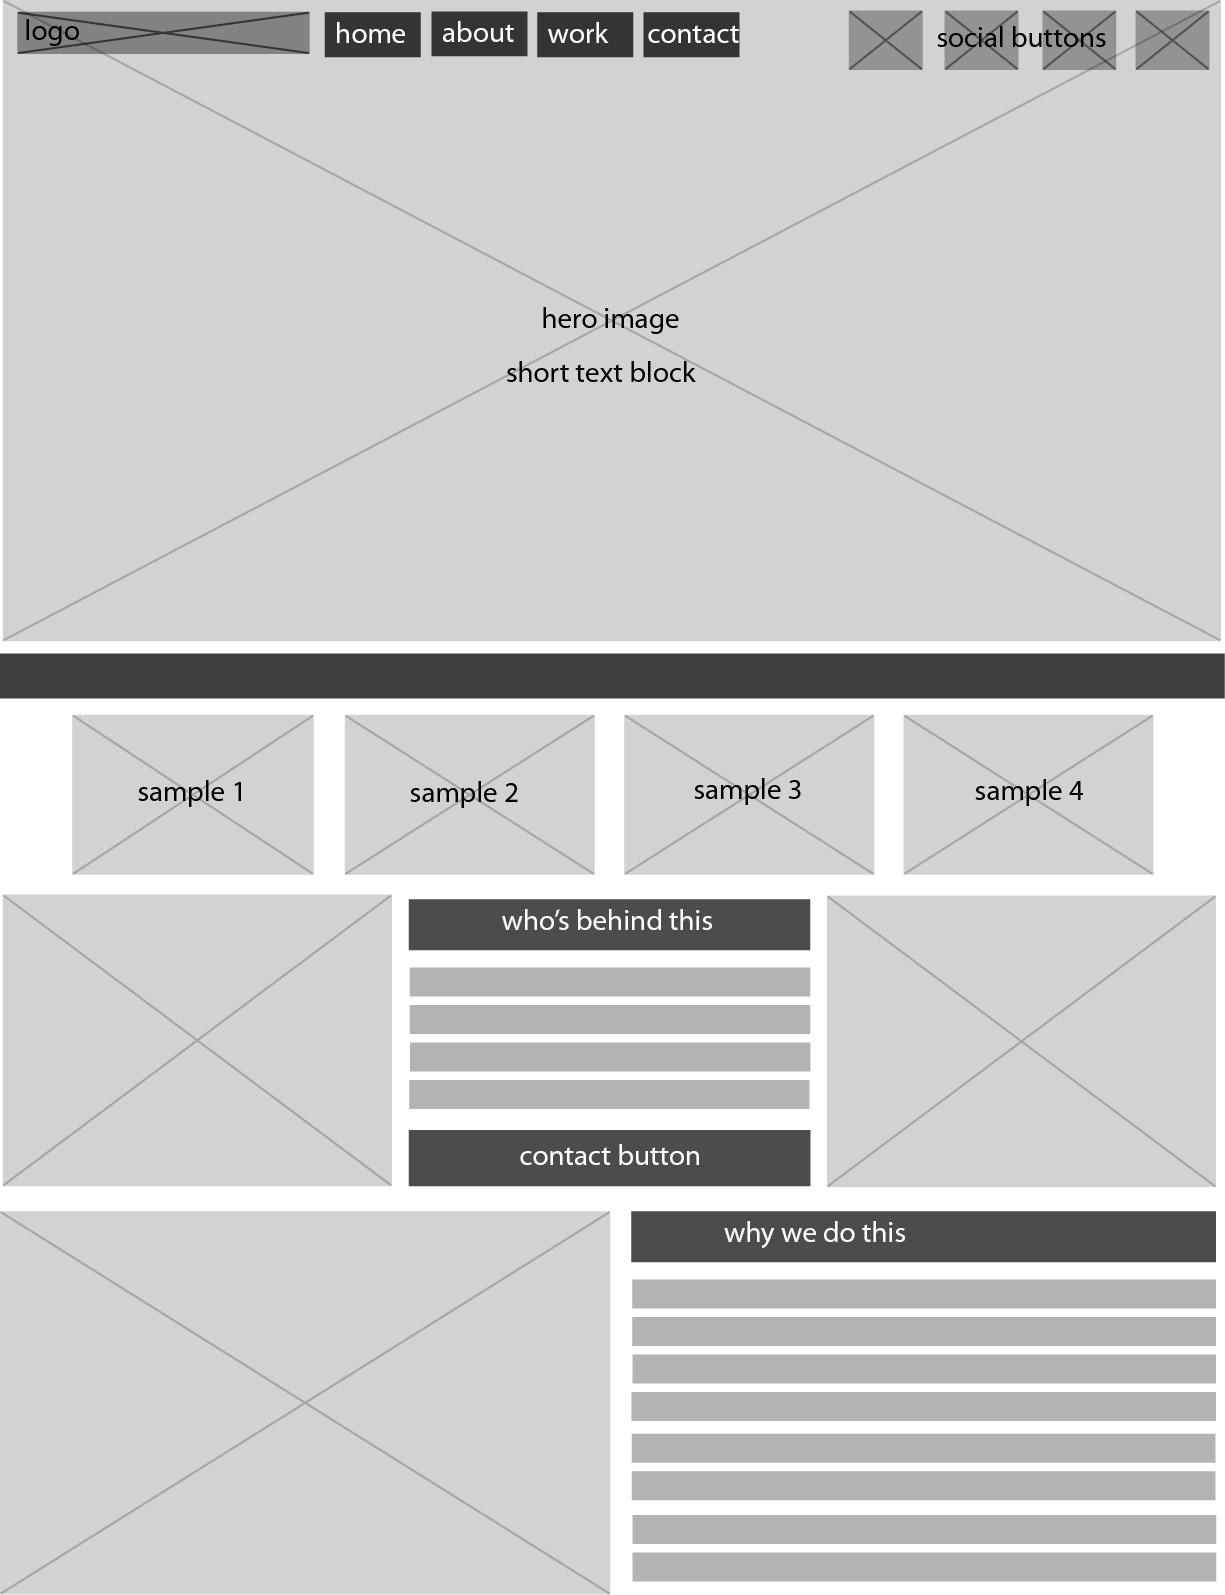 logo
home
about
work
contact
social buttons
hero image
short text block
sample 1
sample 2
sample 3
sample 4
who’s behind this
contact button
why we do this